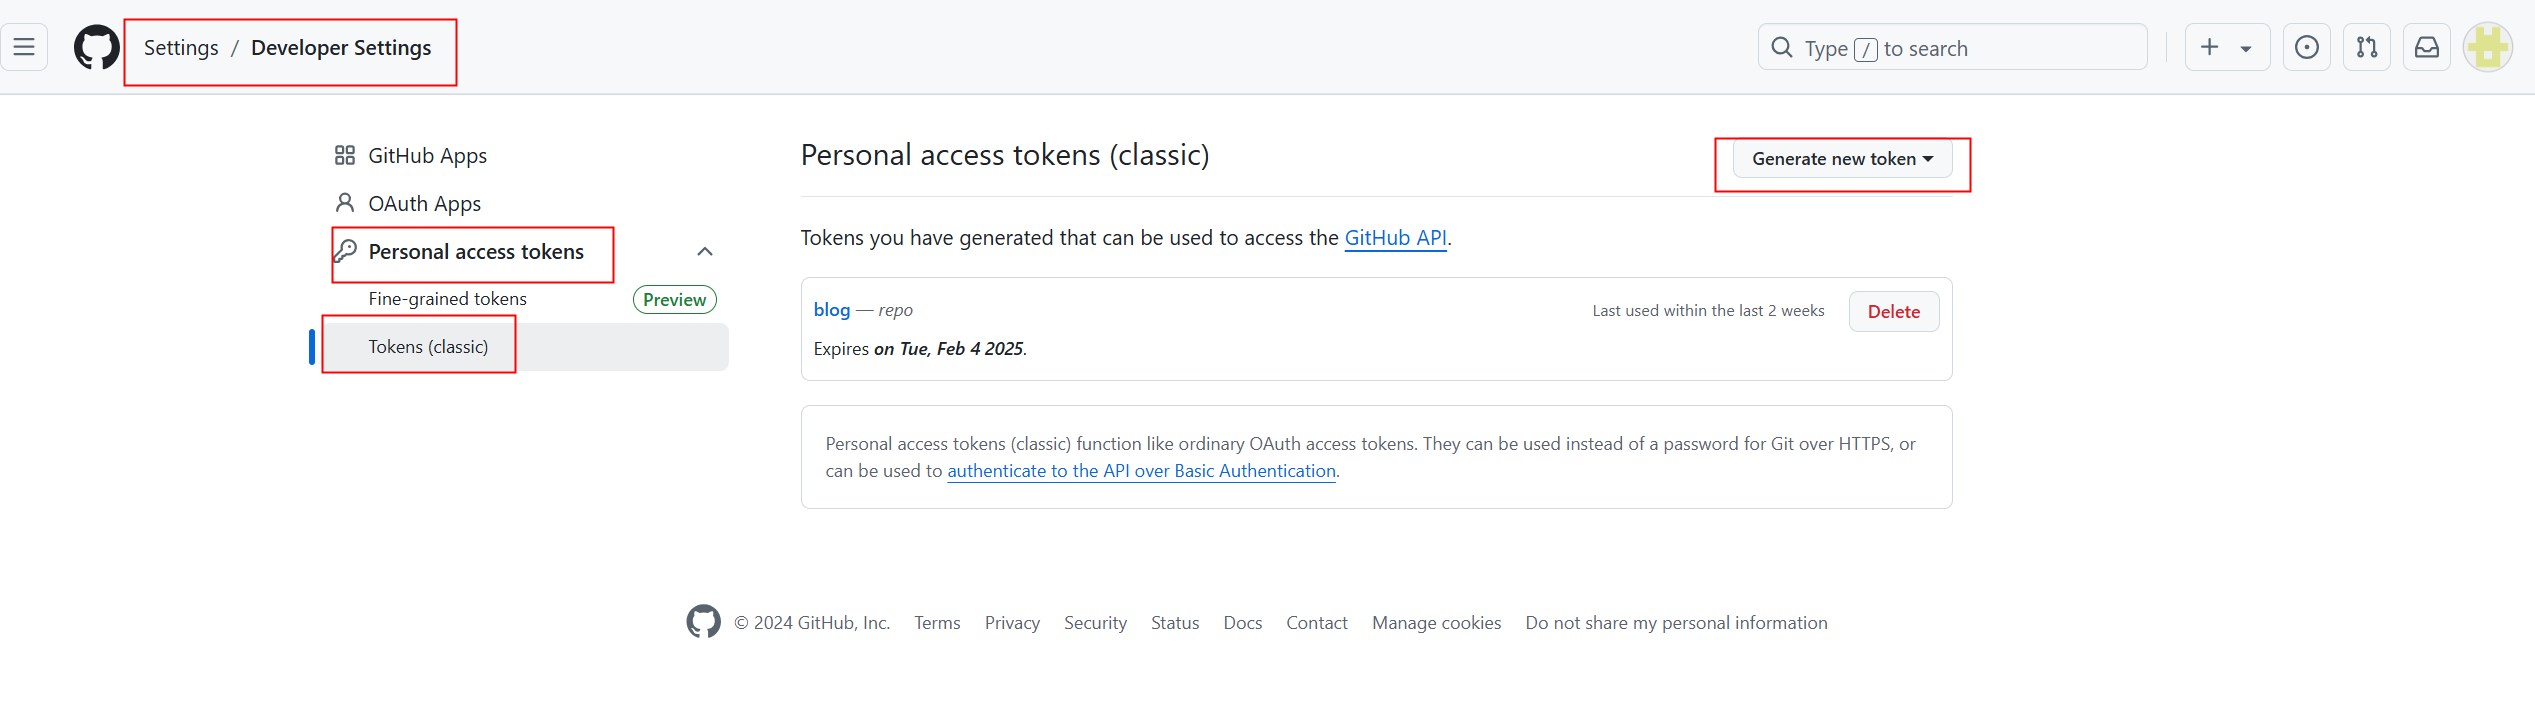 Settings / Developer Settings
Type / to search
GitHub Apps
OAuth Apps
Personal access tokens
Fine-grained tokens Preview
Tokens (classic)
Personal access tokens (classic)
Generate new token
Tokens you have generated that can be used to access the GitHub API.
blog — repo
Last used within the last 2 weeks
Delete
Expires on Tue, Feb 4 2025.
Personal access tokens (classic) function like ordinary OAuth access tokens. They can be used instead of a password for Git over HTTPS, or
can be used to authenticate to the API over Basic Authentication.
© 2024 GitHub, Inc. Terms Privacy Security Status Docs Contact Manage cookies Do not share my personal information